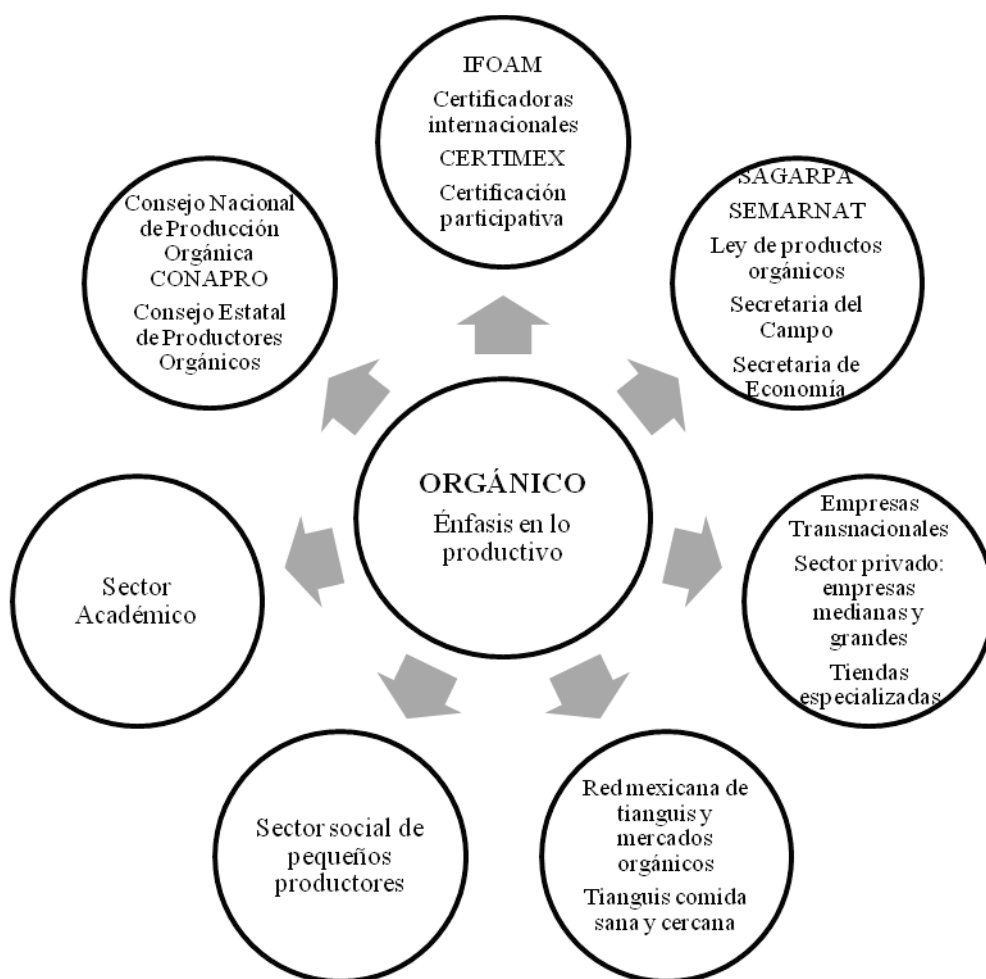 IFOAM
Certificadoras
internacionales
CERTIMEX
Certificación
participativa
SAGARPA
SEMARNAT
Ley de productos
orgánicos
Secretaria del
Campo
Secretaria de
Economía
Empresas
Transnacionales
Sector privado:
empresas
medianas y
grandes
Tiendas
especializadas
Red mexicana de
tianguis y
mercados
orgánicos
Tianguis comida
sana y cercana
Sector social de
pequeños
productores
Sector
Académico
Consejo Nacional
de Producción
Orgánica
CONAPRO
Consejo Estatal
de Productores
Orgánicos
ORGÁNICO
Énfasis en lo
productivo